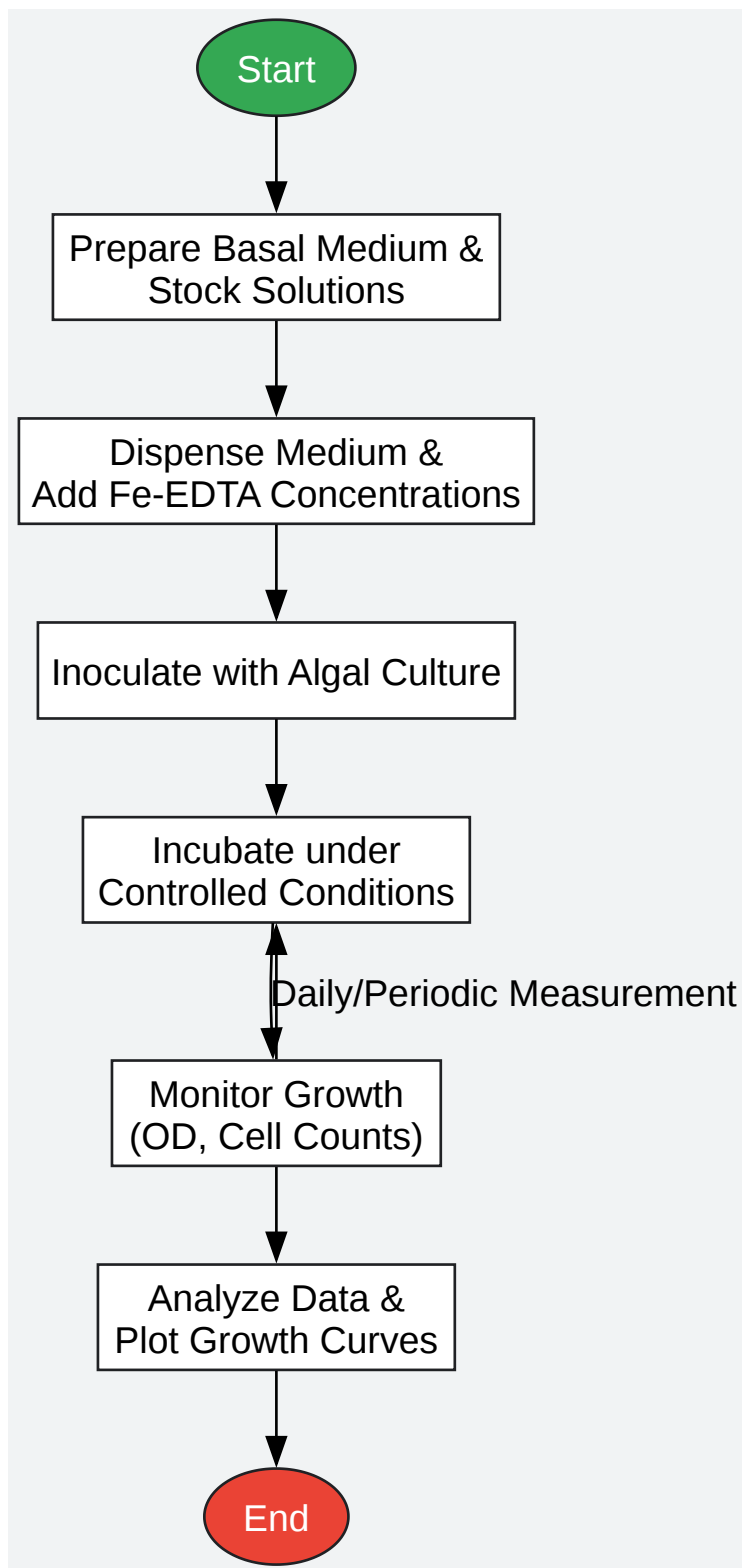 Start
Prepare Basal Medium &
Stock Solutions
Dispense Medium &
Add Fe-EDTA Concentrations
Inoculate with Algal Culture
Incubate under
Controlled Conditions
Daily/Periodic Measurement
Monitor Growth
(OD, Cell Counts)
Analyze Data &
Plot Growth Curves
End